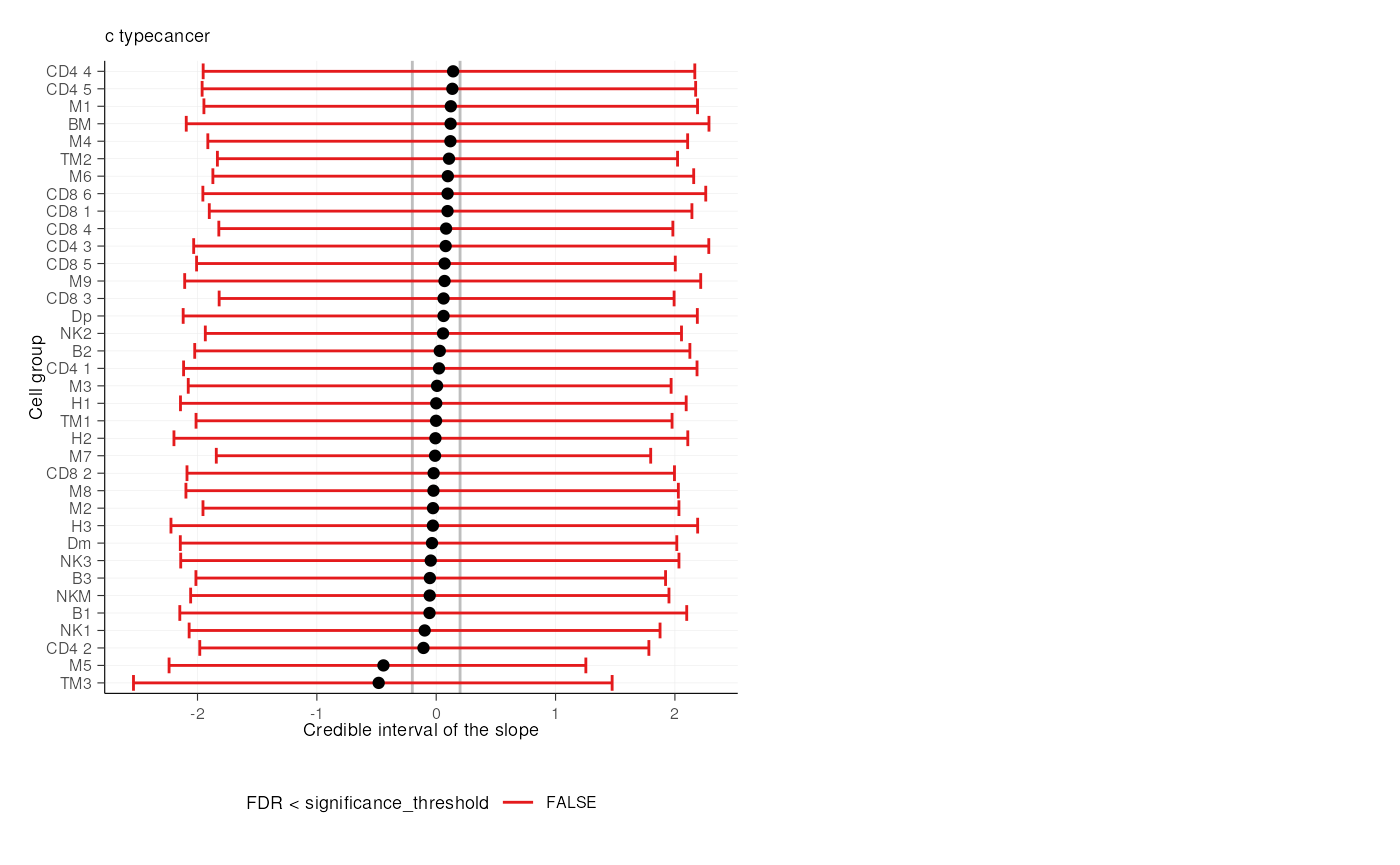 c typecancer
CD4 4
CD4 5
M1
BM
M4
TM2
M6
CD8 6
CD8 1
CD8 4
CD4 3
CD8 5
M9
CD8 3
Dp
NK2
B2
CD4 1
M3
H1
TM1
H2
M7
CD8 2
M8
M2
H3
Dm
NK3
B3
NKM
B1
NK1
CD4 2
M5
TM3
Cell group
-2 -1 0 1 2
Credible interval of the slope
FDR < significance_threshold FALSE